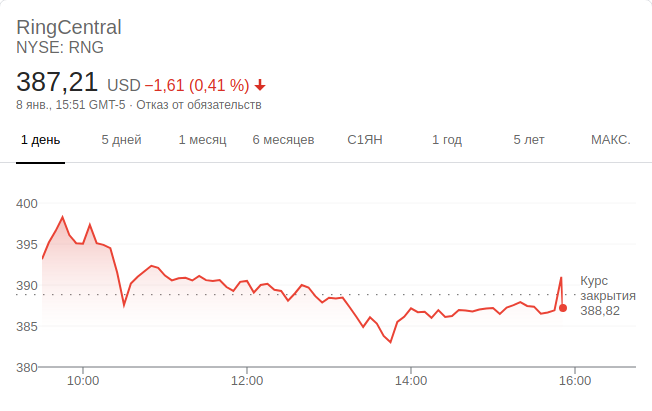 RingCentral
NYSE: RNG
387,21 USD −1,61 (0,41 %)
8 янв., 15:51 GMT-5 · Отказ от обязательств
1 день 5 дней 1 месяц 6 месяцев С1ЯН 1 год 5 лет МАКС.
400
395
390
385
380
Курс
закрытия
388,82
10:00 12:00 14:00 16:00